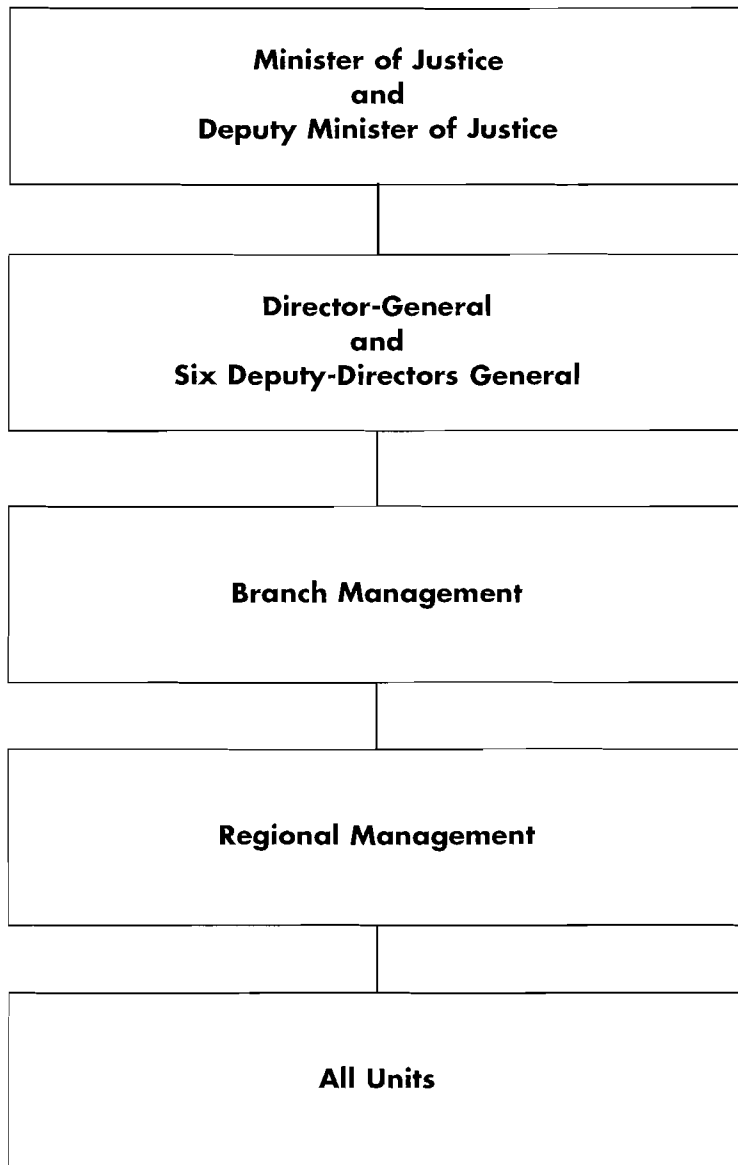 Minister of Justice
and
Deputy Minister of Justice
Director-General
and
Six Deputy-Directors General
Branch Management
Regional Management
All Units